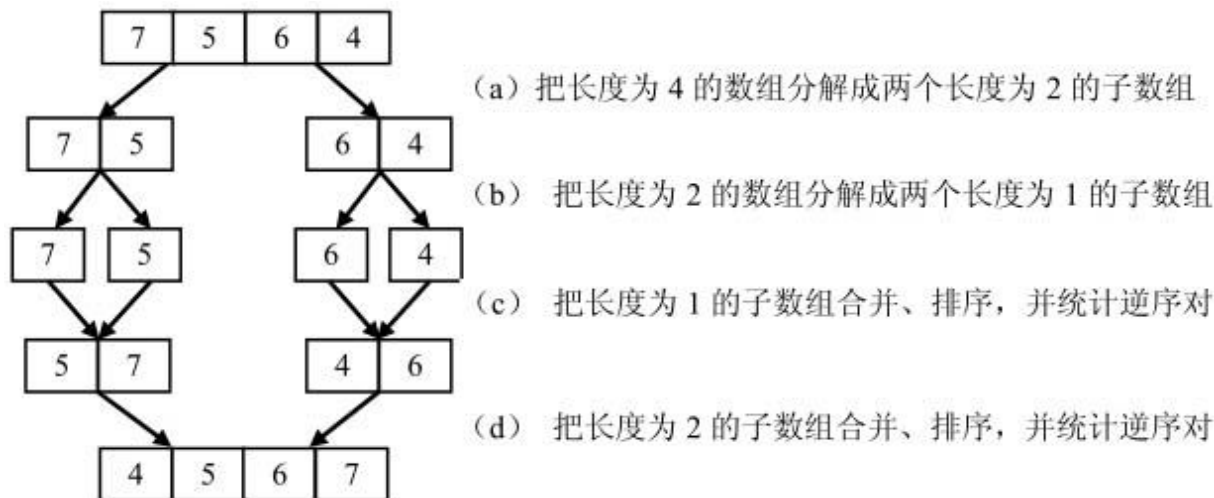 7 5 6 4
(a) 把长度为 4 的数组分解成两个长度为 2 的子数组
7 5 6 4
(b) 把长度为 2 的数组分解成两个长度为 1 的子数组
7 5 6 4
(c) 把长度为 1 的子数组合并、排序，并统计逆序对
5 7 4 6
(d) 把长度为 2 的子数组合并、排序，并统计逆序对
4 5 6 7